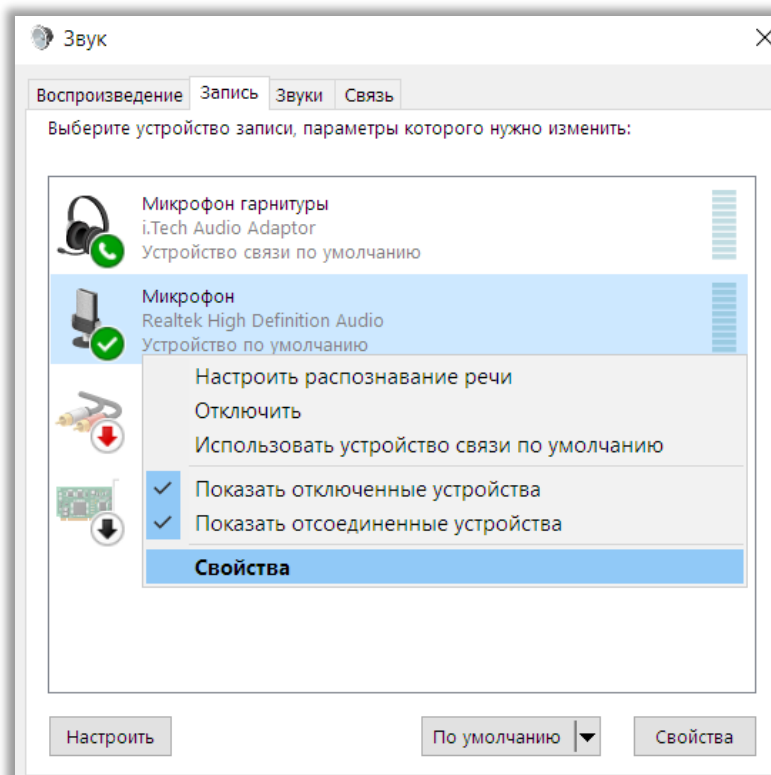 Звук
Воспроизведение Запись Звуки Связь
Выберите устройство записи, параметры которого нужно изменить:
Микрофон гарнитуры
i.Tech Audio Adaptor
Устройство связи по умолчанию
Микрофон
Realtek High Definition Audio
Устройство по умолчанию
Настроить распознавание речи
Отключить
Использовать устройство связи по умолчанию
Показать отключенные устройства
Показать отсоединенные устройства
Свойства
Настроить По умолчанию Свойства